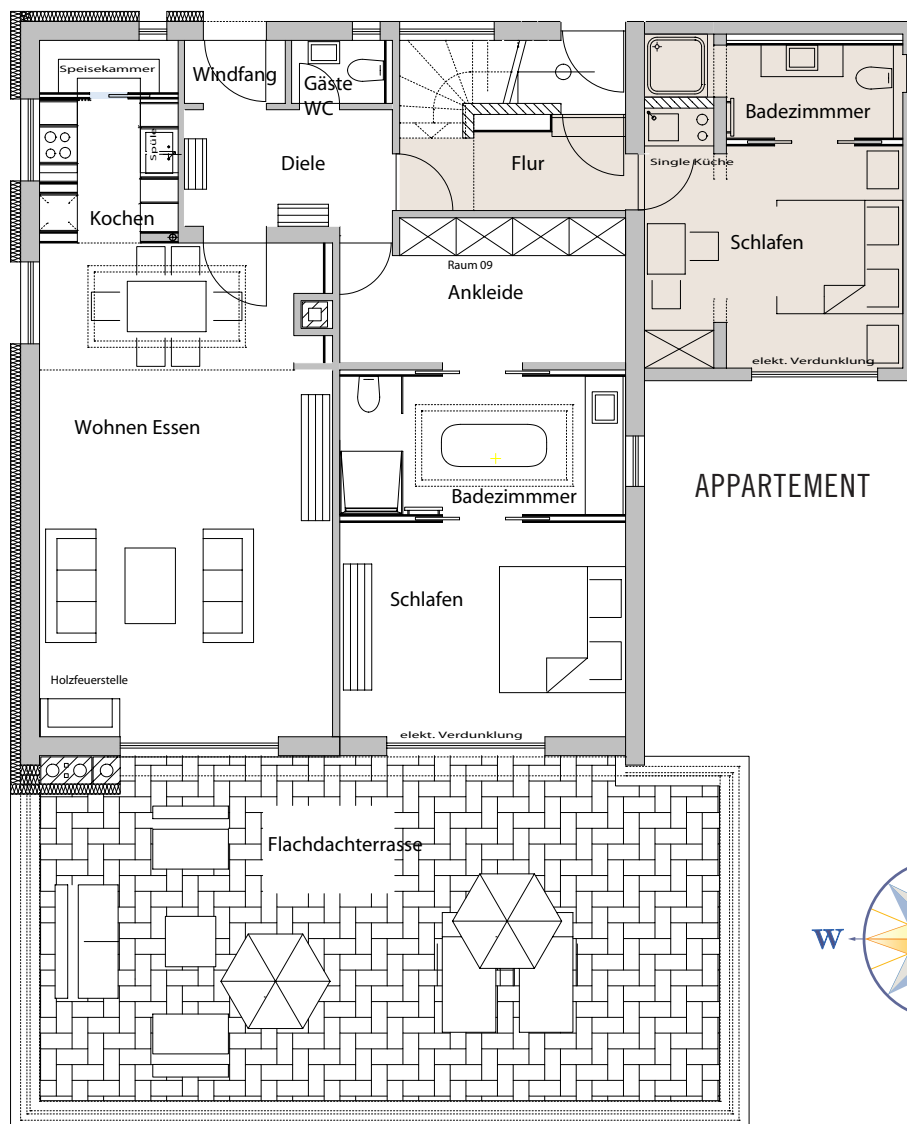 Speisekammer
Windfang
Gäste
WC
Badezimmmer
Spüle
Diele
Flur
Single Küche
Kochen
Schlafen
Raum 09
Ankleide
elekt. Verdunklung
Wohnen Essen
APPARTEMENT
Badezimmmer
Schlafen
Holzfeuerstelle
elekt. Verdunklung
Flachdachterrasse
W